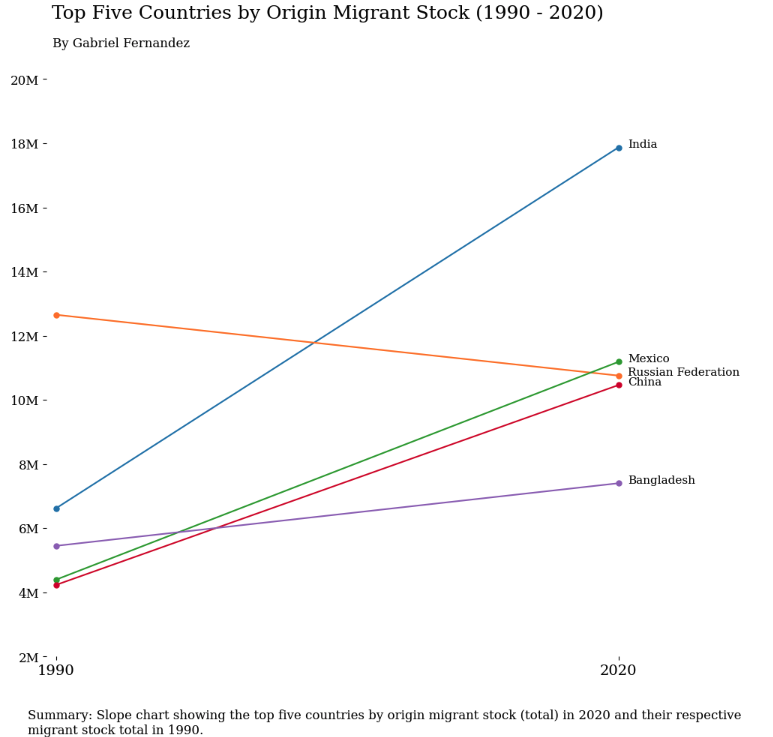 Top Five Countries by Origin Migrant Stock (1990 - 2020)
By Gabriel Fernandez
20M
18M
India
16M
14M
12M
Mexico
Russian Federation
China
10M
8M
Bangladesh
6M
4M
2M
1990
2020
Summary: Slope chart showing the top five countries by origin migrant stock (total) in 2020 and their respective
migrant stock total in 1990.